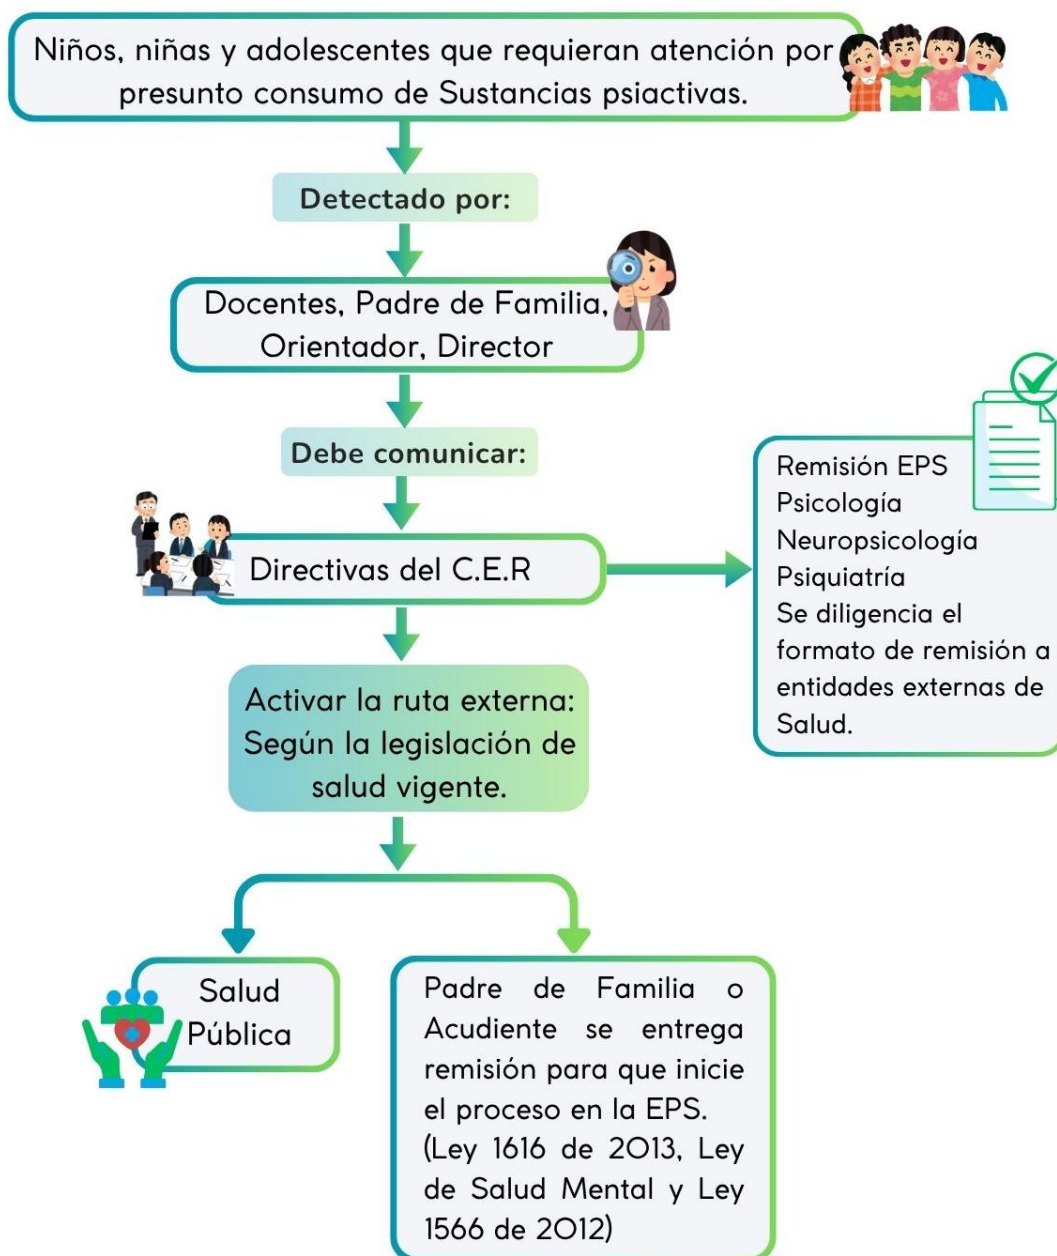 Niños, niñas y adolescentes que requieran atención por
presunto consumo de Sustancias psiactivas.
Detectado por:
Docentes, Padre de Familia,
Orientador, Director
Debe comunicar:
Directivas del C.E.R
Remisión EPS
Psicología
Neuropsicología
Psiquiatría
Se diligencia el
formato de remisión a
entidades externas de
Salud.
Activar la ruta externa:
Según la legislación de
salud vigente.
Salud
Pública
Padre de Familia o
Acudiente se entrega
remisión para que inicie
el proceso en la EPS.
(Ley 1616 de 2013, Ley
de Salud Mental y Ley
1566 de 2012)